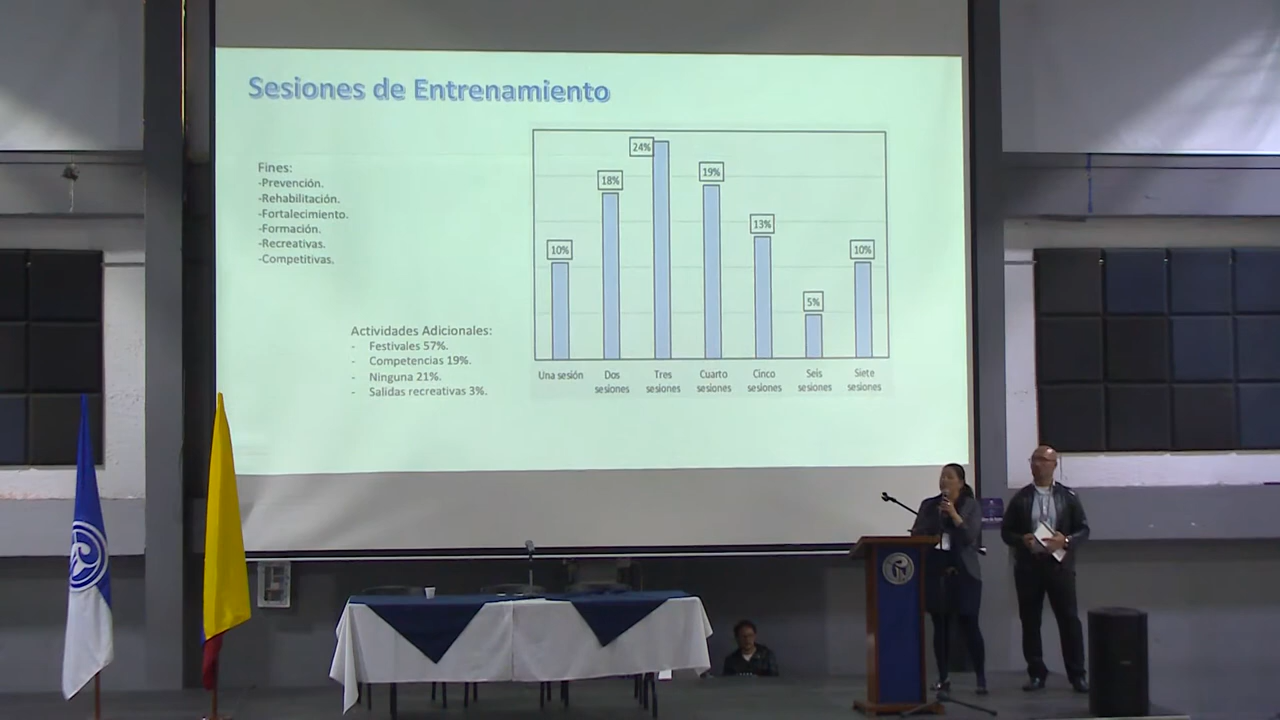 Sesiones de Entrenamiento
Fines:
-Prevención.
-Rehabilitación.
-Fortalecimiento.
-Formación.
-Recreativas.
-Competitivas.
Actividades Adicionales:
- Festivales 57%.
- Competencias 19%.
- Ninguna 21%.
- Salidas recreativas 3%.
10%
18%
24%
19%
13%
5%
10%
Una sesión
Dos
sesiones
Tres
sesiones
Cuarto
sesiones
Cinco
sesiones
Seis
sesiones
Siete
sesiones